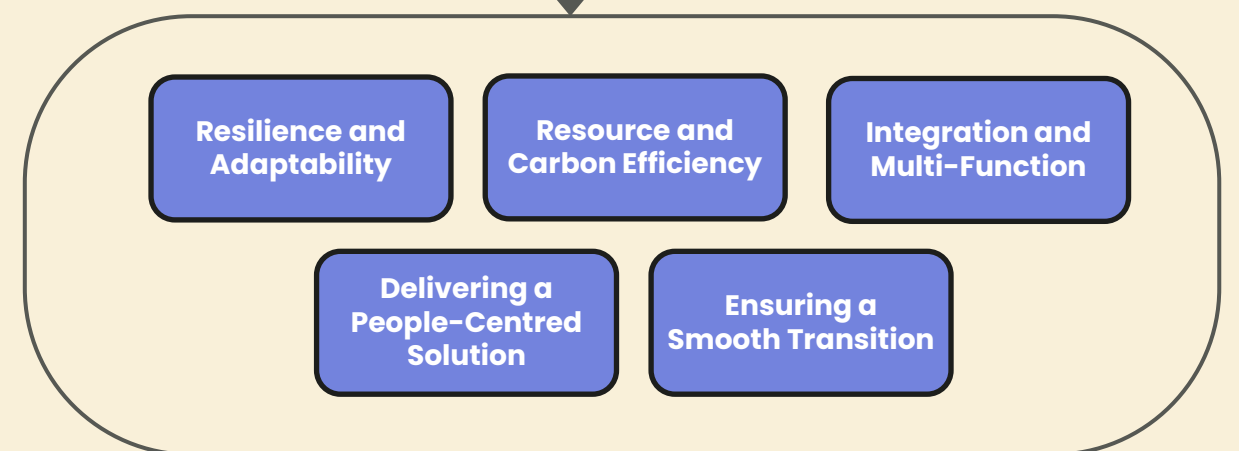 Resilience and
Adaptability
Resource and
Carbon Efficiency
Integration and
Multi-Function
Delivering a
People-Centred
Solution
Ensuring a
Smooth Transition